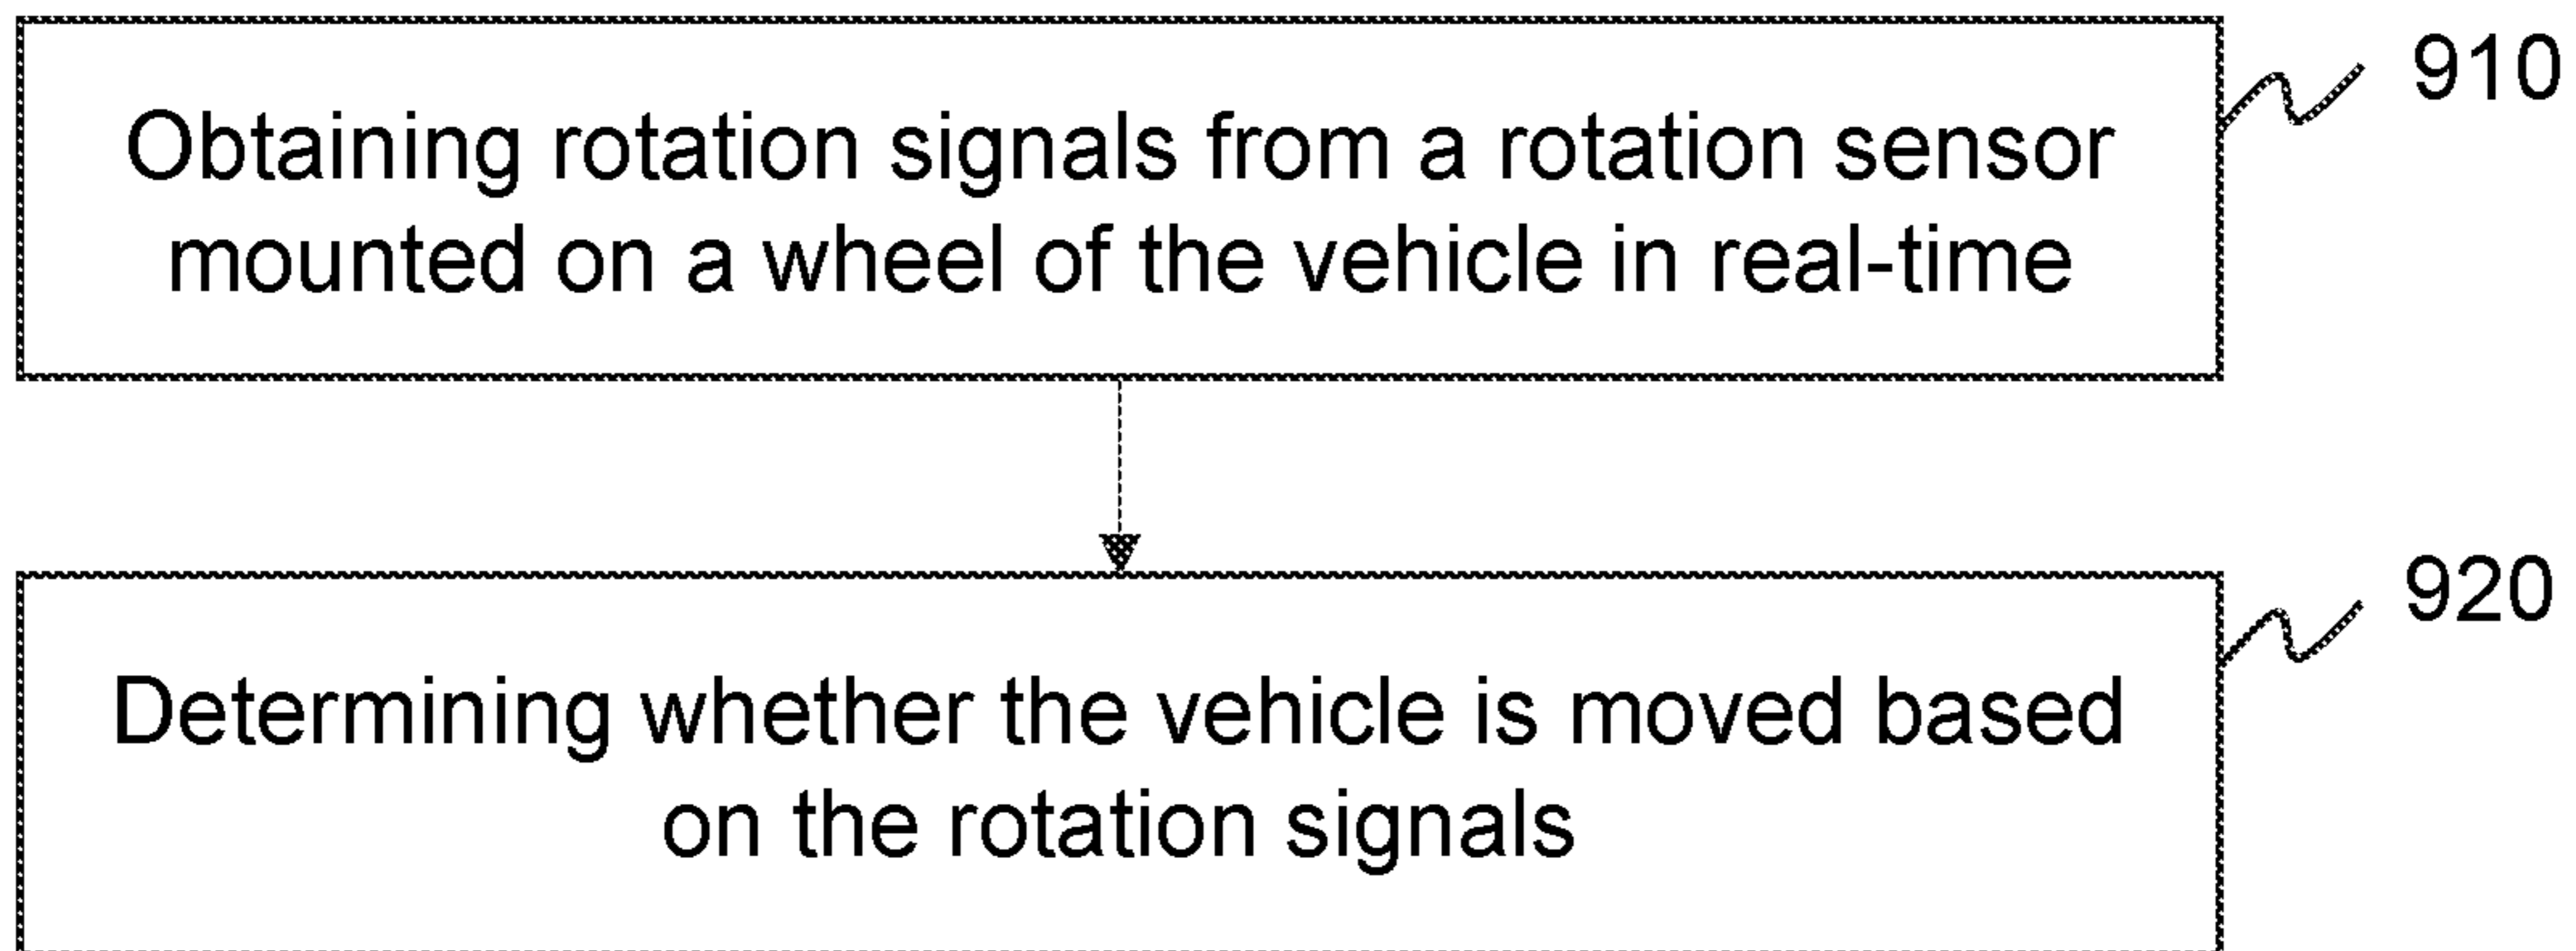 Obtaining rotation signals from a rotation sensor
mounted on a wheel of the vehicle in real-time
910
Determining whether the vehicle is moved based
on the rotation signals
920